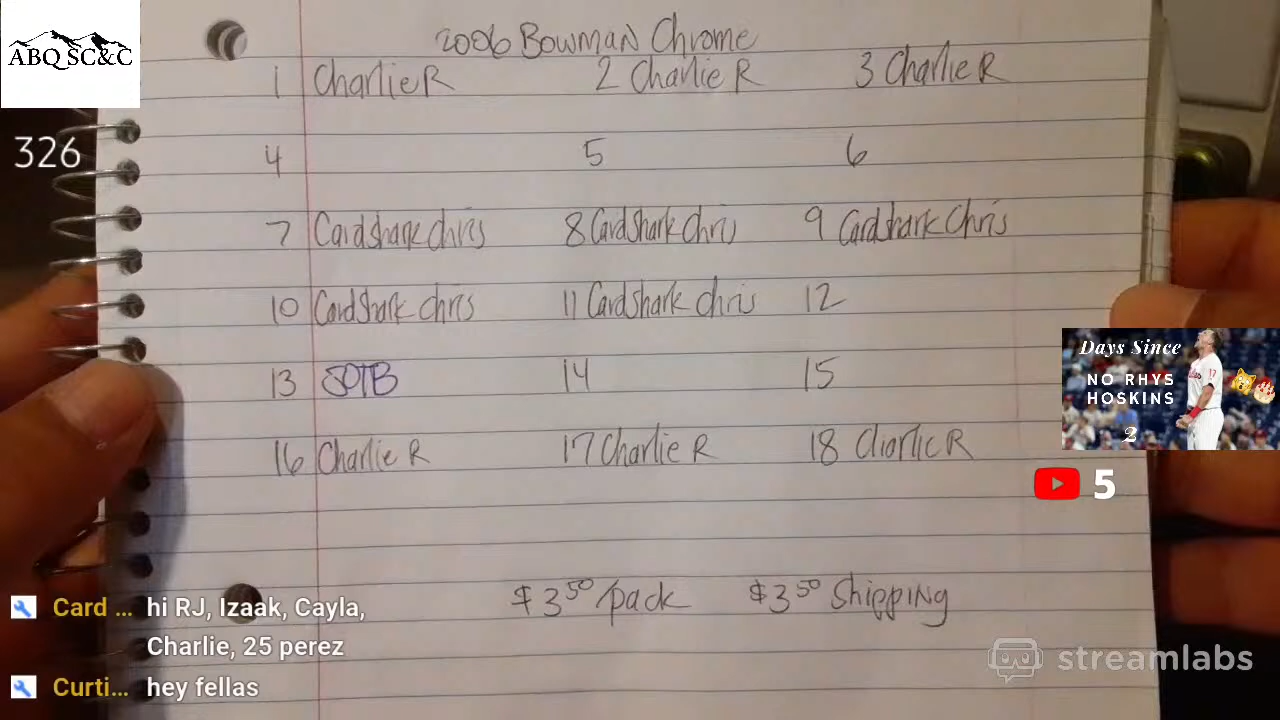 ABQ SC&C
2006 Bowman Chrome
1 Charlie R 2 Charlie R 3 Charlie R
326
4 5 6
7 Cardshark Chris 8 Cardshark Chris 9 Cardshark Chris
10 Cardshark Chris 11 Cardshark Chris 12
13 SOTB 14 15
Days Since
NO RHYS
HOSKINS
2
16 Charlie R 17 Charlie R 18 Charlie R
5
$3.50/pack $3.50 Shipping
Card ... hi RJ, Izaak, Cayla,
Charlie, 25 perez
Curti... hey fellas
streamlabs